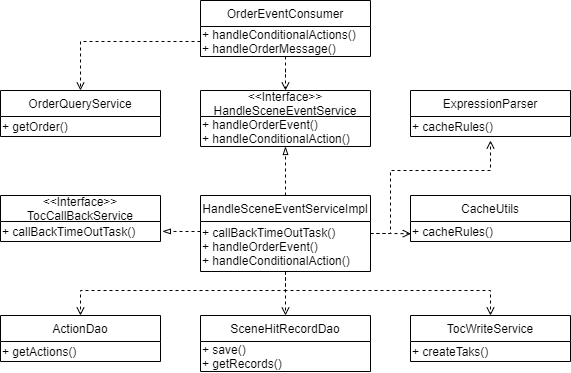 OrderEventConsumer
+ handleConditionalActions()
+ handleOrderMessage()
OrderQueryService
+ getOrder()
<<Interface>>
HandleSceneEventService
+ handleOrderEvent()
+ handleConditionalAction()
ExpressionParser
+ cacheRules()
<<Interface>>
TocCallBackService
+ callBackTimeOutTask()
HandleSceneEventServiceImpl
+ callBackTimeOutTask()
+ handleOrderEvent()
+ handleConditionalAction()
CacheUtils
+ cacheRules()
ActionDao
+ getActions()
SceneHitRecordDao
+ save()
+ getRecords()
TocWriteService
+ createTaks()